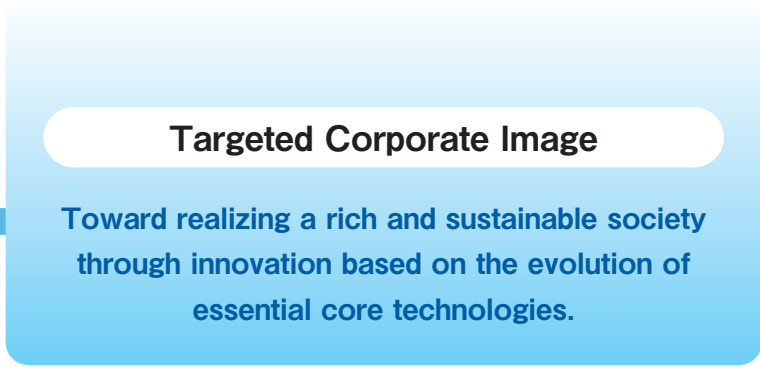 Targeted Corporate Image
Toward realizing a rich and sustainable society
through innovation based on the evolution of
essential core technologies.